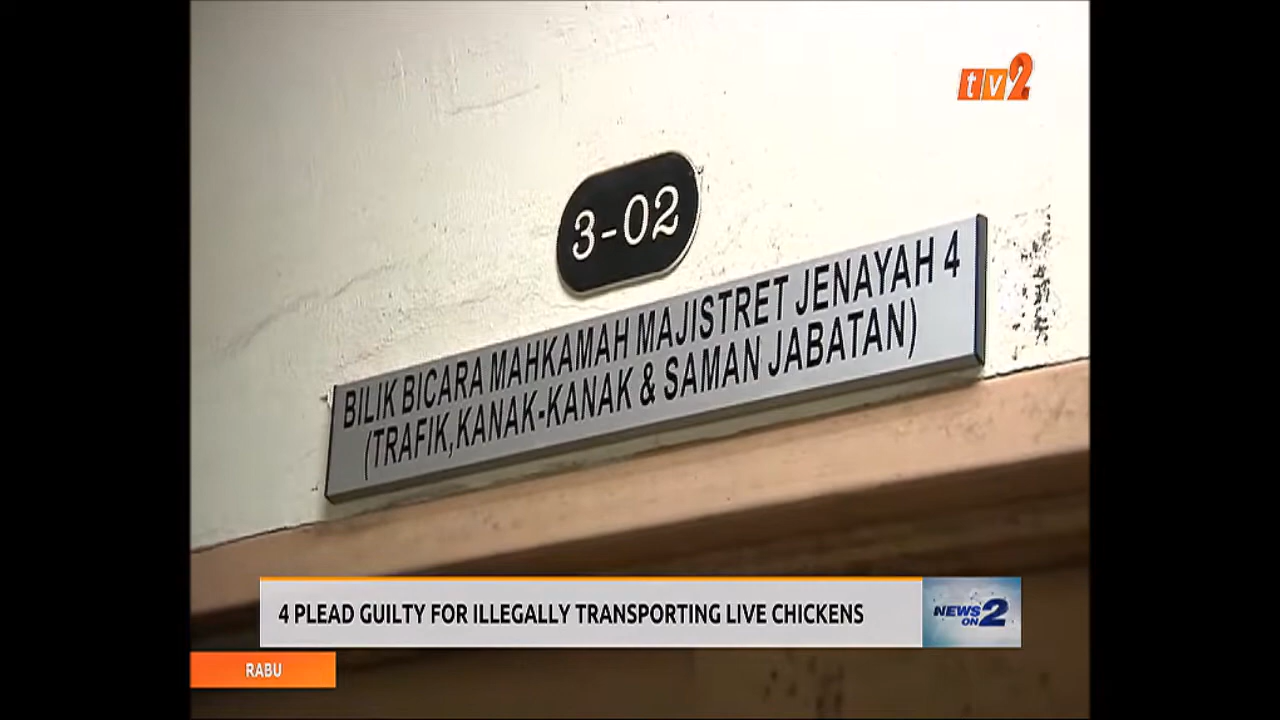 tv2
3-02
BILIK BICARA MAHKAMAH MAJISTRET JENAYAH 4
(TRAFIK,KANAK-KANAK & SAMAN JABATAN)
4 PLEAD GUILTY FOR ILLEGALLY TRANSPORTING LIVE CHICKENS
NEWS
ON 2
RABU